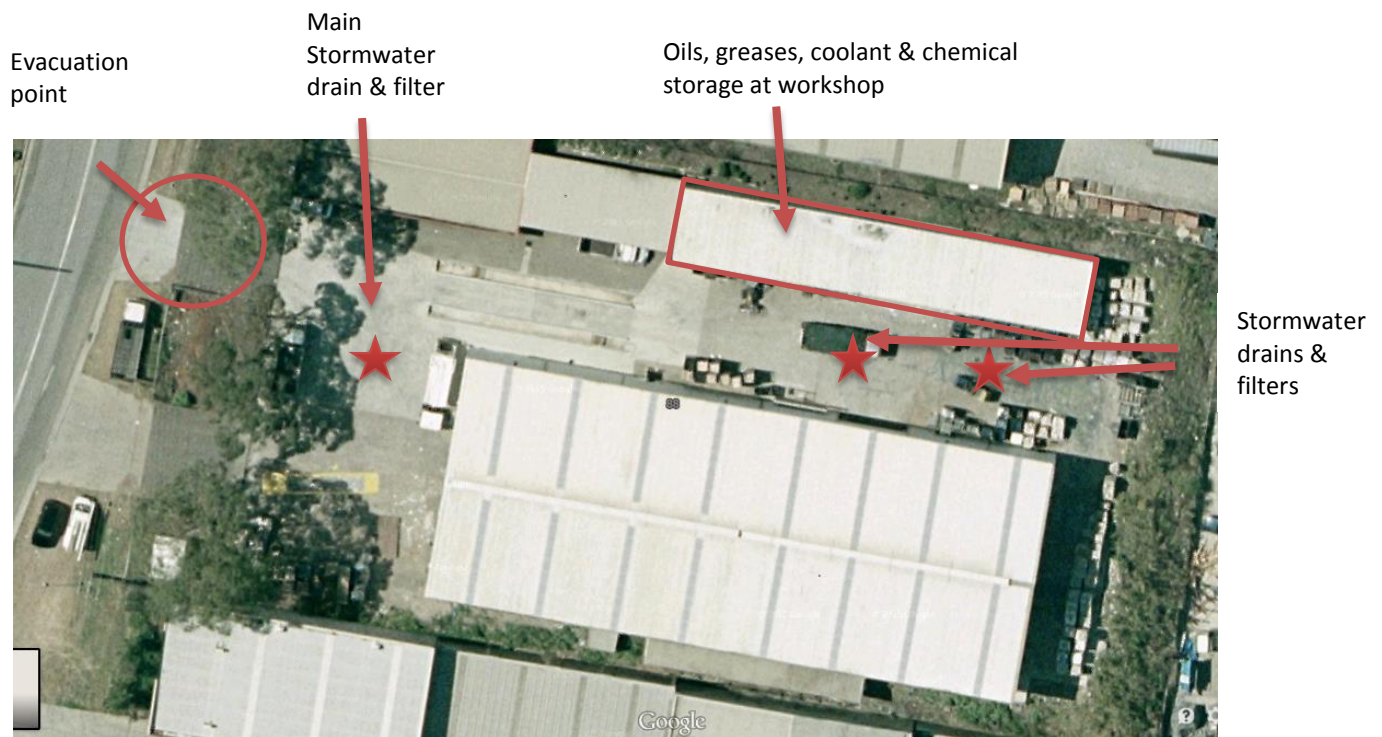 Evacuation
point
Main
Stormwater
drain & filter
Oils, greases, coolant & chemical
storage at workshop
Stormwater
drains &
filters
88
Google
?